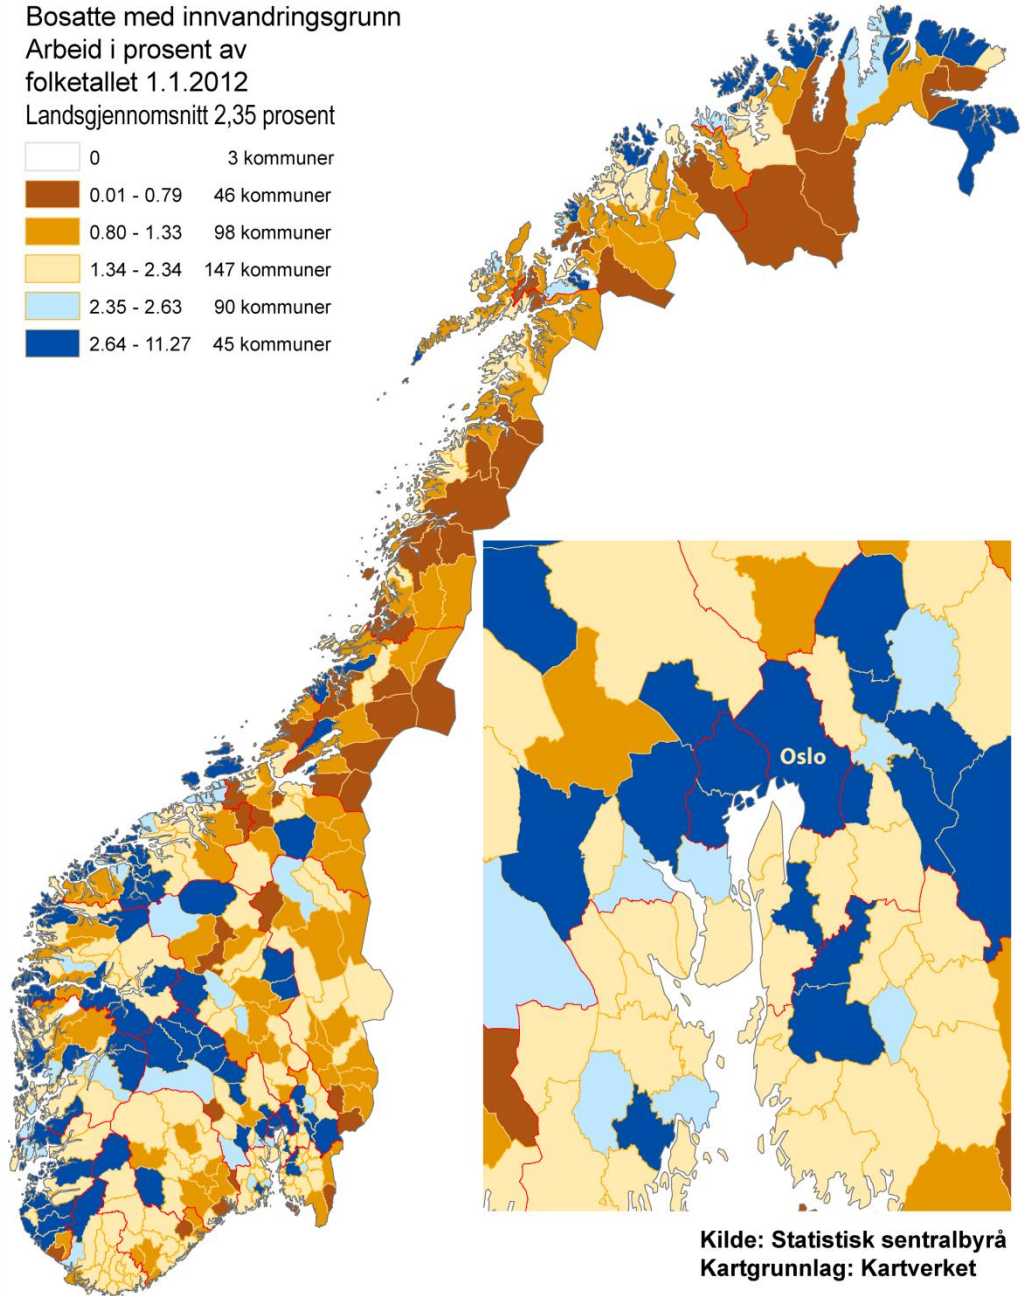 Bosatte med innvandringsgrunn
Arbeid i prosent av
folketallet 1.1.2012
Landsgjennomsnitt 2,35 prosent
0 3 kommuner
0.01 - 0.79 46 kommuner
0.80 - 1.33 98 kommuner
1.34 - 2.34 147 kommuner
2.35 - 2.63 90 kommuner
2.64 - 11.27 45 kommuner
Oslo
Kilde: Statistisk sentralbyrå
Kartgrunnlag: Kartverket